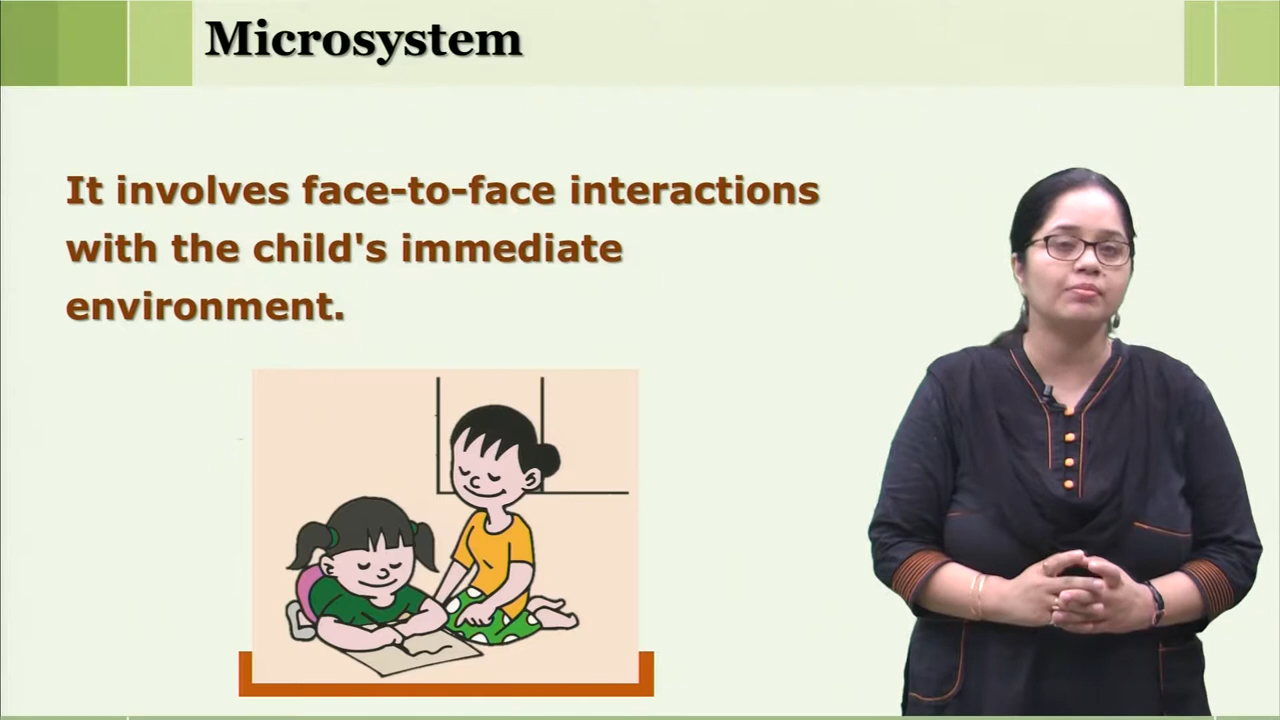 Microsystem
It involves face-to-face interactions
with the child's immediate
environment.